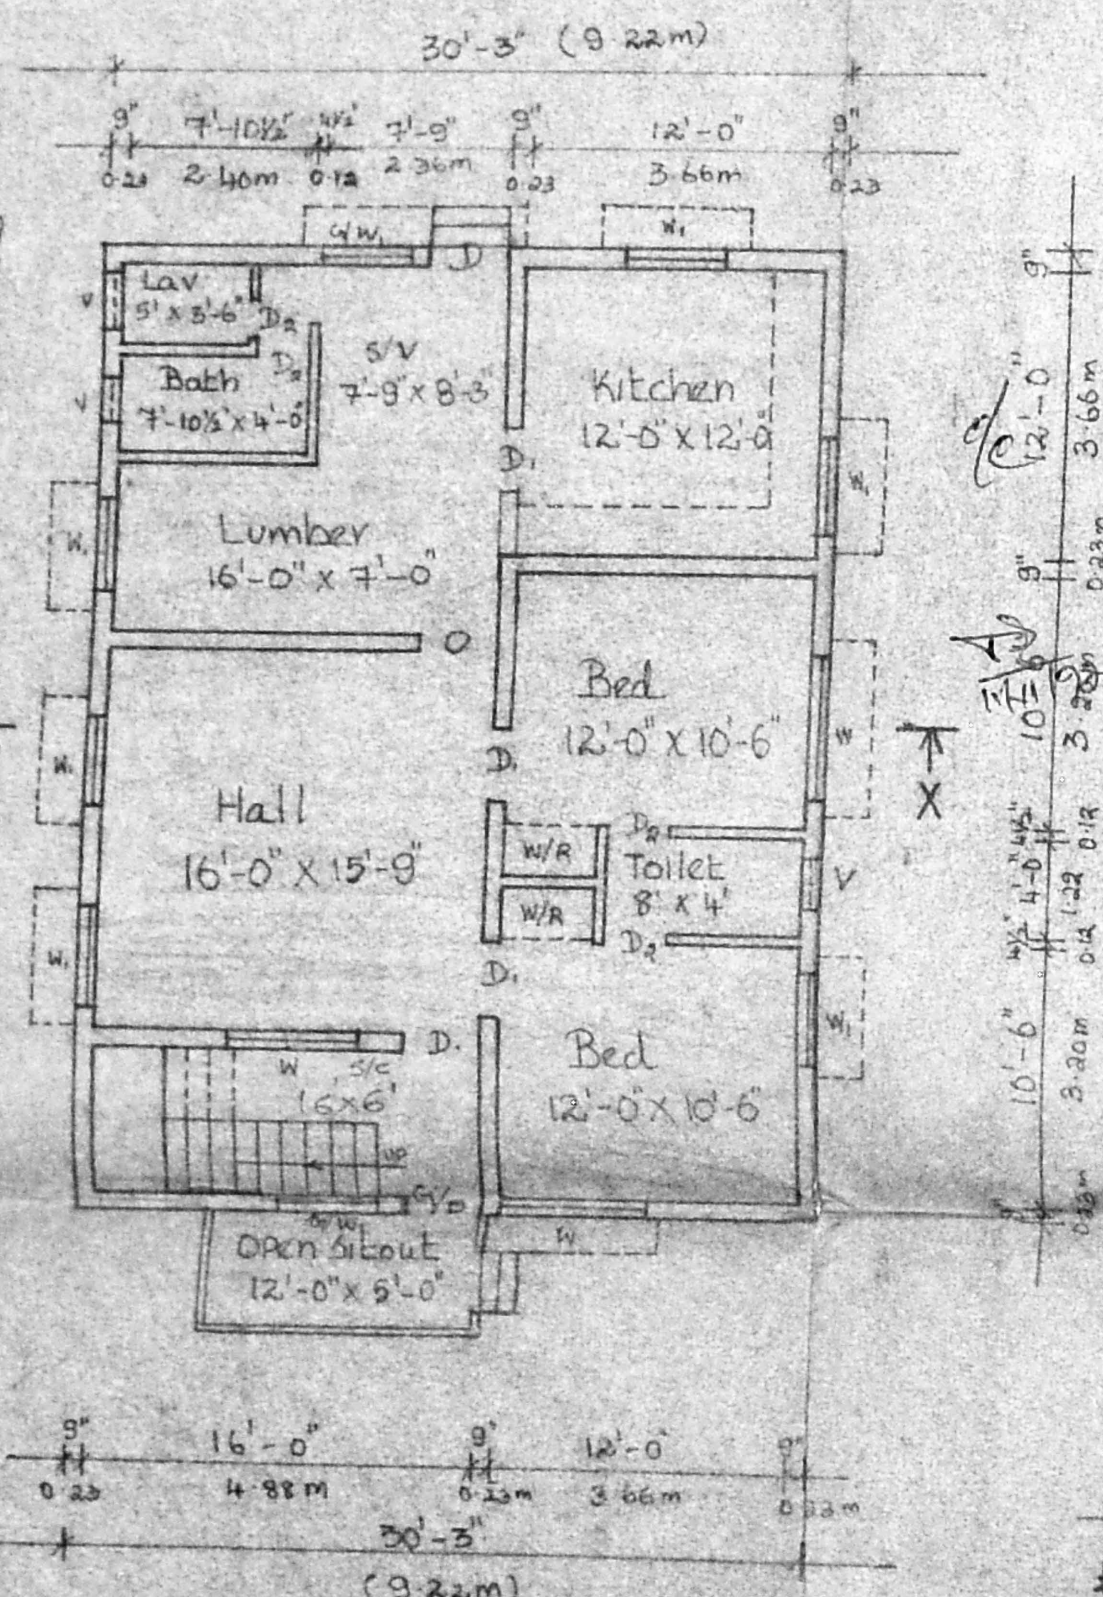 30'-3" (9.22m)
9" 7'-10½" 4½" 7'-9" 9" 12'-0" 9"
0.23 2.40m 0.12 2.36m 0.23 3.66m 0.23
G/W1 D W1
Lav
5' X 3'-6" D2
V
D2
Bath
7'-10½" X 4'-0"
V
S/V
7'-9" X 8'-3"
Kitchen
12'-0" X 12'-0"
D1
W1
Lumber
16'-0" X 7'-0"
W1
O
Bed
12'-0" X 10'-6"
W
D1
Hall
16'-0" X 15'-9"
W1
W1
W/R
W/R
D2
Toilet
8' X 4'
D2
V
D1
X
Bed
12'-0" X 10'-6"
W1
D.
W S/C
16'X6'
UP
G/D
G/W1
W
Open Sitout
12'-0" X 5'-0"
9" 12'-0" 9" 10'-6" 4½" 4'-0" 4½" 10'-6" 9"
3.66m 0.23m 3.20m 0.12 1.22 0.12 3.20m 0.23m
9" 16'-0" 9" 12'-0 9"
0.23 4.88m 0.23m 3.66m 0.23m
30'-3"
(9.22m)